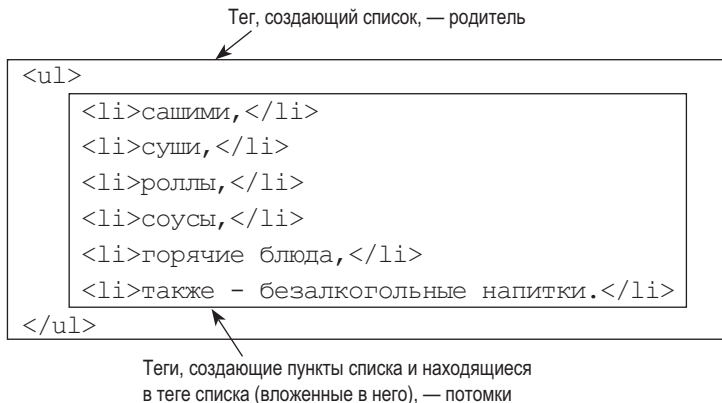 Тег, создающий список, — родитель
<ul>
<li>сашими,</li>
<li>суши,</li>
<li>роллы,</li>
<li>соусы,</li>
<li>горячие блюда,</li>
<li>также - безалкогольные напитки.</li>
</ul>
Теги, создающие пункты списка и находящиеся
в теге списка (вложенные в него), — потомки